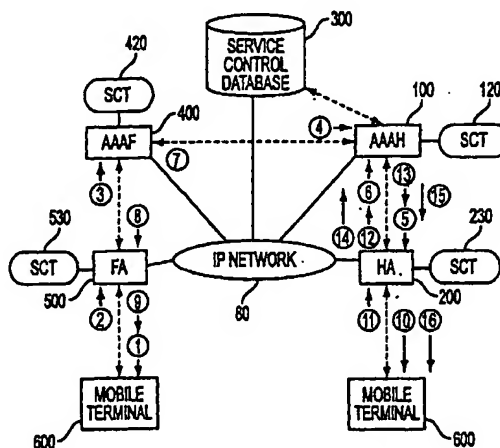 300
SERVICE
CONTROL
DATABASE
420
SCT
400
AAAF
100
120
AAAH
SCT
④
⑦
③
⑥
⑬
⑮
⑧
⑭
⑫
⑤
530
230
SCT
FA
IP NETWORK
HA
SCT
500
②
⑨
①
60
⑪
⑩
⑯
200
MOBILE
TERMINAL
600
MOBILE
TERMINAL
600